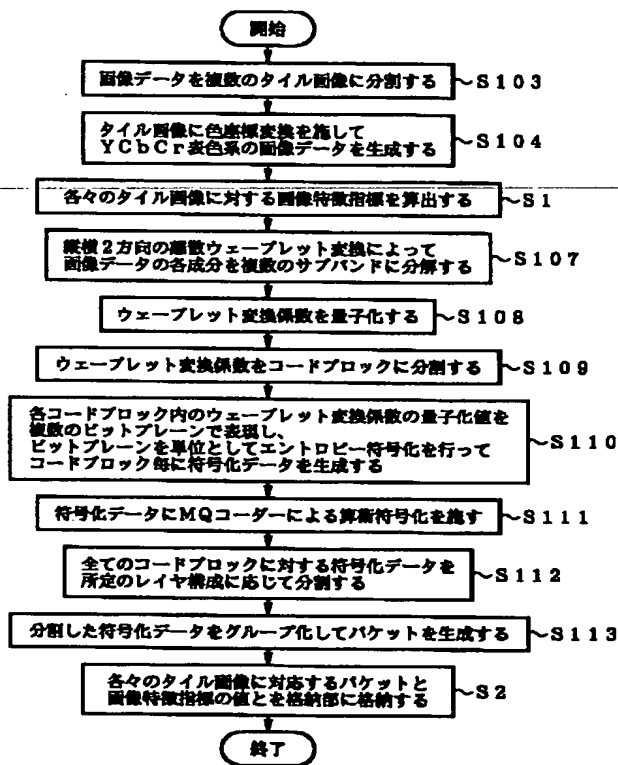 開始
画像データを複数のタイル画像に分割する ～S103
タイル画像に色座標変換を施して
YCbCr表色系の画像データを生成する ～S104
各々のタイル画像に対する画像特徴指標を算出する ～S1
縦横2方向の離散ウェーブレット変換によって
画像データの各成分を複数のサブバンドに分解する ～S107
ウェーブレット変換係数を量子化する ～S108
ウェーブレット変換係数をコードブロックに分割する ～S109
各コードブロック内のウェーブレット変換係数の量子化値を
複数のビットプレーンで表現し、
ビットプレーンを単位としてエントロピー符号化を行って
コードブロック毎に符号化データを生成する ～S110
符号化データにMQコーダーによる算術符号化を施す ～S111
全てのコードブロックに対する符号化データを
所定のレイヤ構成に応じて分割する ～S112
分割した符号化データをグループ化してパケットを生成する ～S113
各々のタイル画像に対応するパケットと
画像特徴指標の値とを格納部に格納する ～S2
終了